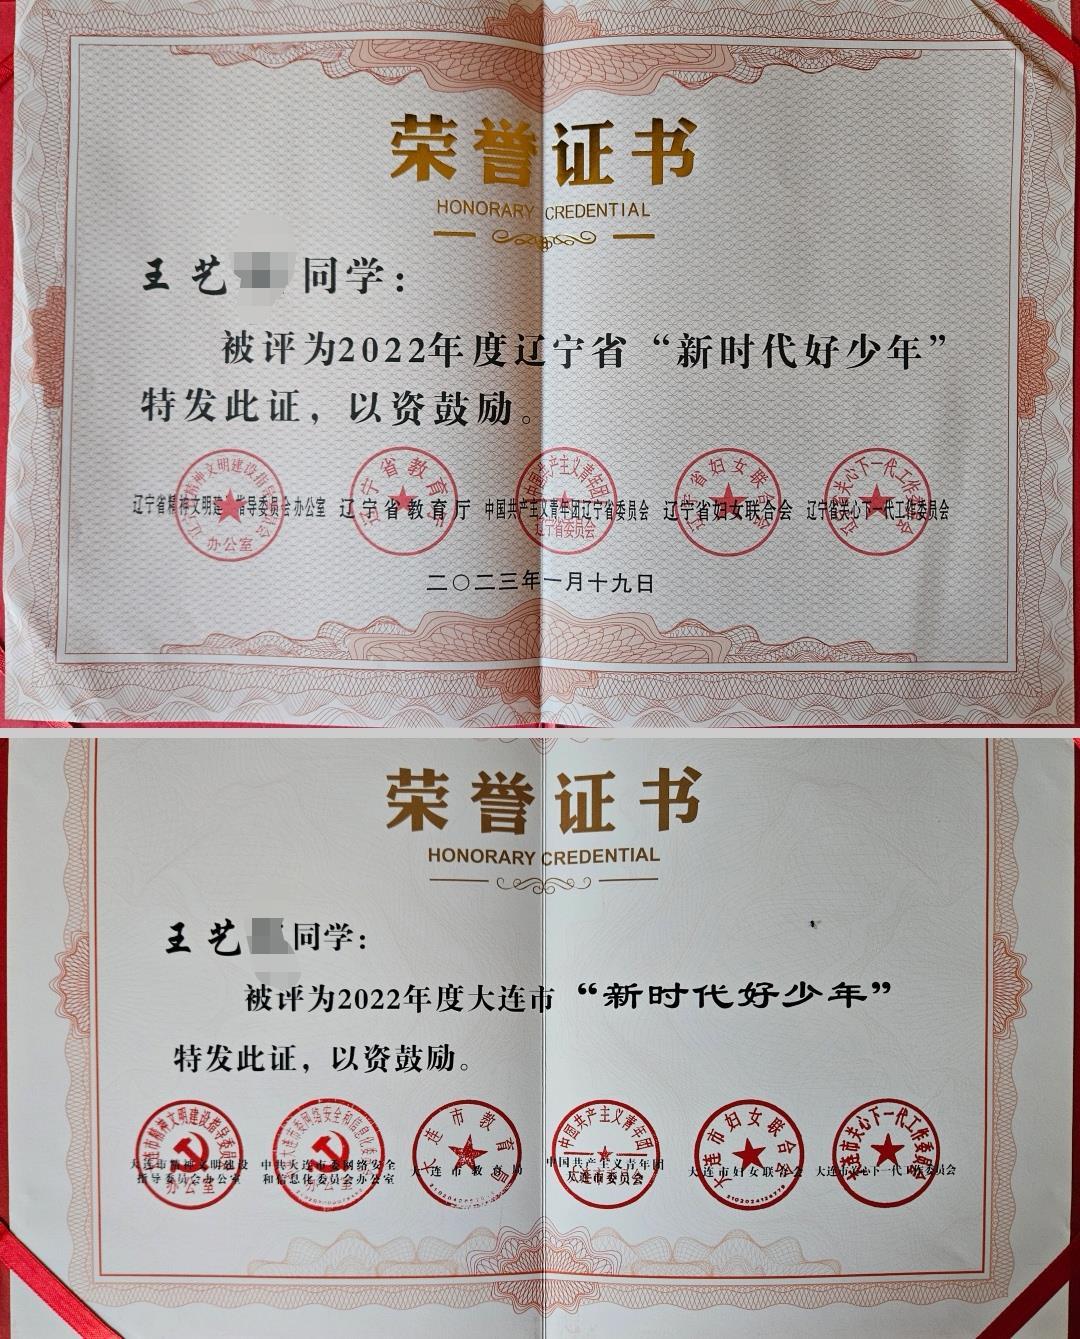 荣誉证书
HONORARY CREDENTIAL
王艺 同学：
被评为2022年度辽宁省“新时代好少年”
特发此证，以资鼓励。
辽宁省精神文明建设指导委员会办公室 辽宁省教育厅 中国共产主义青年团辽宁省委员会 辽宁省妇女联合会 辽宁省关心下一代工作委员会
二〇二三年一月十九日
荣誉证书
HONORARY CREDENTIAL
王艺 同学：
被评为2022年度大连市“新时代好少年”
特发此证，以资鼓励。
大连市精神文明建设指导委员会办公室 中共大连市委网络安全和信息化委员会办公室 大连市教育局 中国共产主义青年团大连市委员会 大连市妇女联合会 大连市关心下一代工作委员会